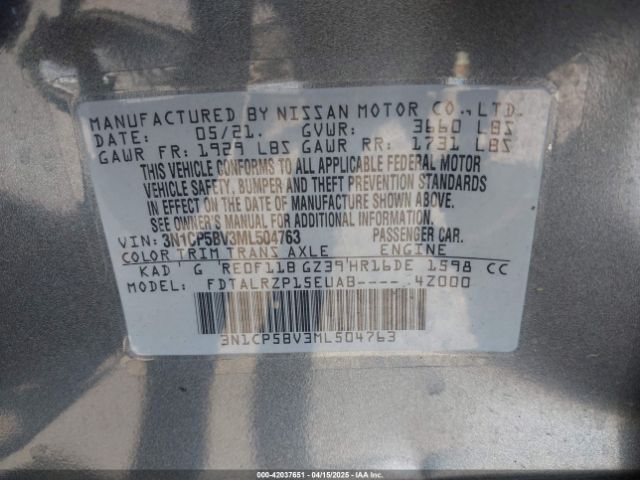 MANUFACTURED BY NISSAN MOTOR CO.,LTD.
DATE: 05/21. GVWR: 3660 LBS
GAWR FR: 1929 LBS GAWR RR: 1731 LBS
THIS VEHICLE CONFORMS TO ALL APPLICABLE FEDERAL MOTOR
VEHICLE SAFETY, BUMPER AND THEFT PREVENTION STANDARDS
IN EFFECT ON THE DATE OF MANUFACTURE SHOWN ABOVE.
SEE OWNER'S MANUAL FOR ADDITIONAL INFORMATION.
VIN: 3N1CP5BV3ML504763 PASSENGER CAR.
COLOR TRIM TRANS AXLE ENGINE
KAD ' G 'RE0F11B GZ39'HR16DE 1598 CC
MODEL: FDTALRZP15EUAB---- 4Z000
3N1CP5BV3ML504763
000-42037651 - 04/15/2025 - IAA Inc.